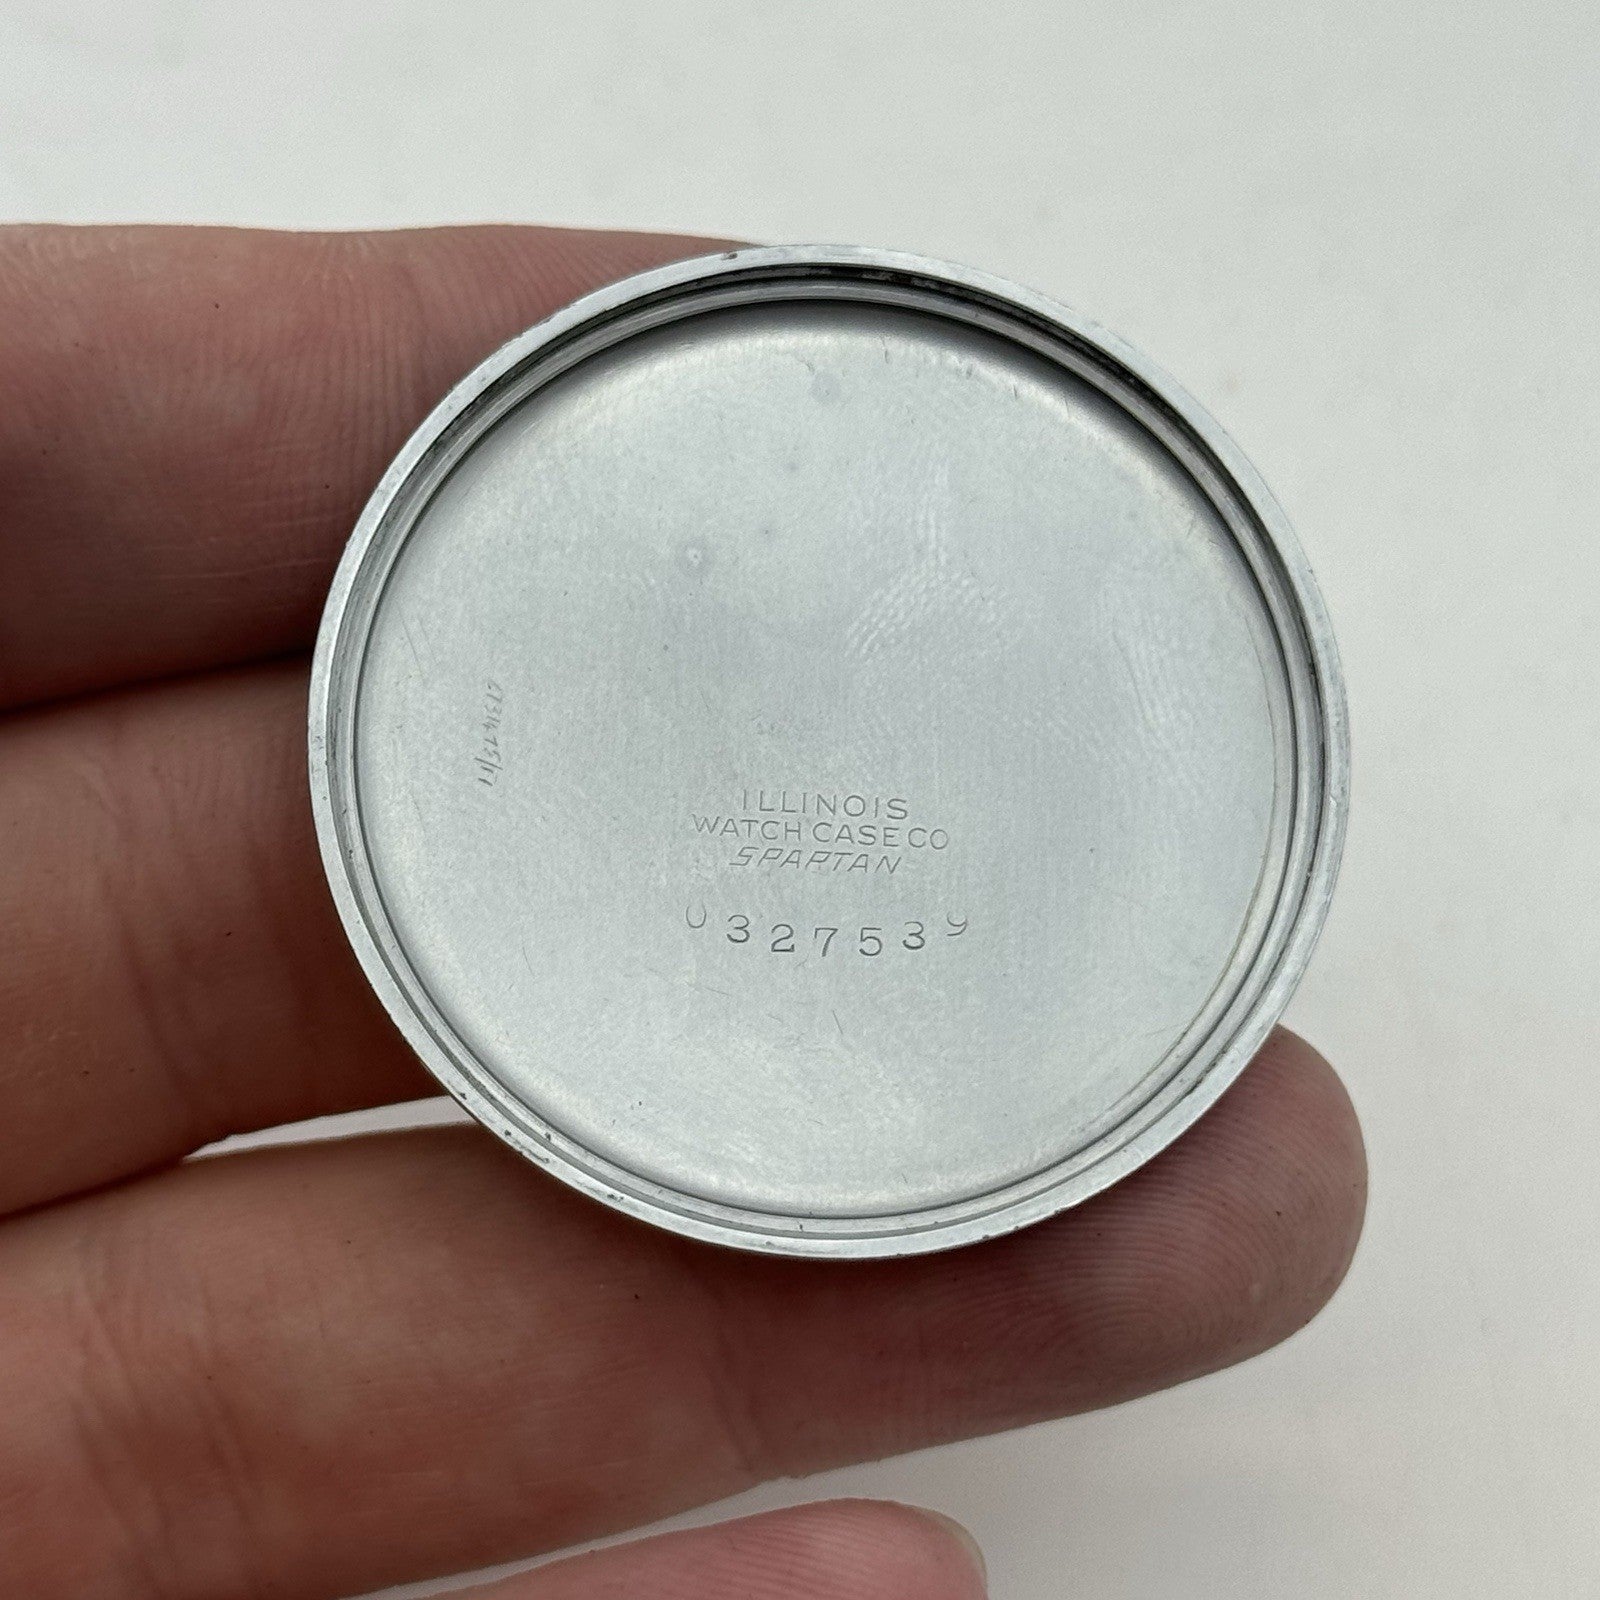 ILLINOIS
WATCH CASE CO
SPARTAN
0327539